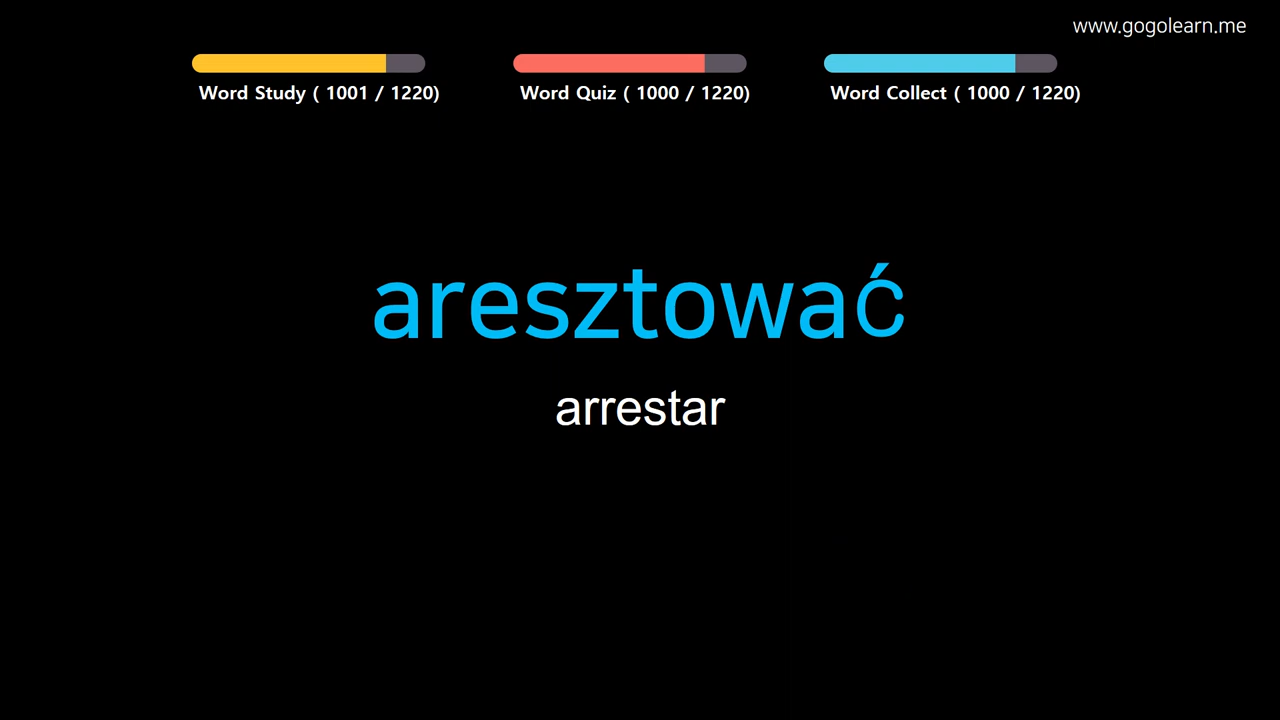 www.gogolearn.me
Word Study ( 1001 / 1220)
Word Quiz ( 1000 / 1220)
Word Collect ( 1000 / 1220)
aresztować
arrestar